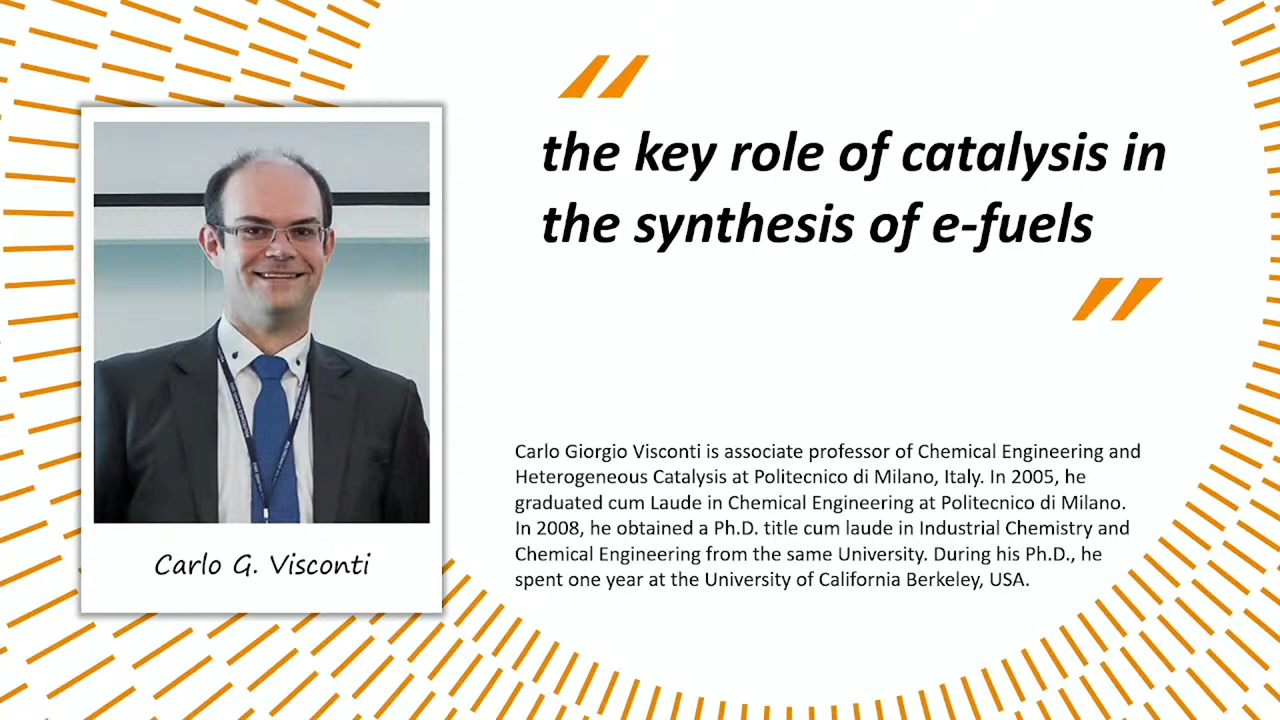 the key role of catalysis in
the synthesis of e-fuels
Carlo Giorgio Visconti is associate professor of Chemical Engineering and
Heterogeneous Catalysis at Politecnico di Milano, Italy. In 2005, he
graduated cum Laude in Chemical Engineering at Politecnico di Milano.
In 2008, he obtained a Ph.D. title cum laude in Industrial Chemistry and
Chemical Engineering from the same University. During his Ph.D., he
spent one year at the University of California Berkeley, USA.
Carlo G. Visconti